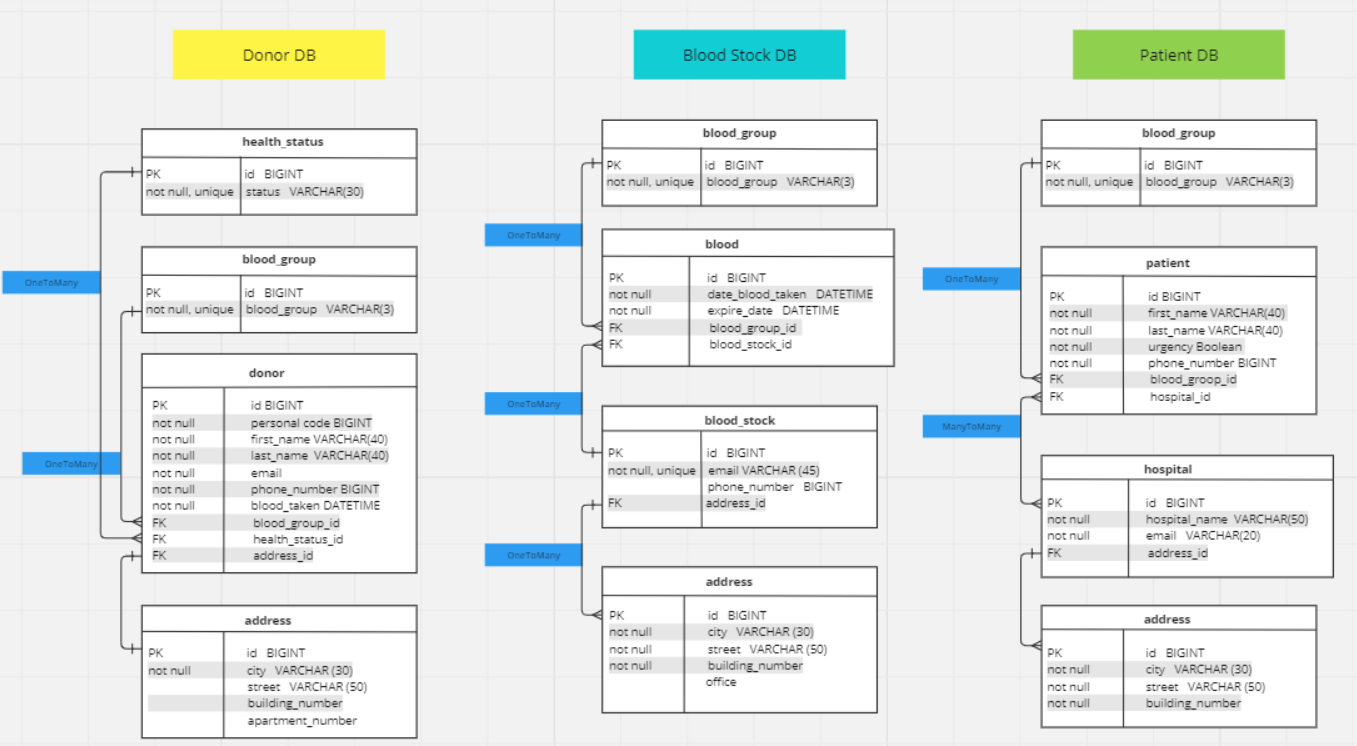 Donor DB
health_status
PK id BIGINT
not null, unique status VARCHAR(30)
OneToMany
blood_group
PK id BIGINT
not null, unique blood_group VARCHAR(3)
OneToMany
donor
PK id BIGINT
not null personal code BIGINT
not null first_name VARCHAR(40)
not null last_name VARCHAR(40)
not null email
not null phone_number BIGINT
not null blood_taken DATETIME
FK blood_group_id
FK health_status_id
FK address_id
address
PK id BIGINT
not null city VARCHAR (30)
street VARCHAR (50)
building_number
apartment_number
Blood Stock DB
blood_group
PK id BIGINT
not null, unique blood_group VARCHAR(3)
OneToMany
blood
PK id BIGINT
not null date_blood_taken DATETIME
not null expire_date DATETIME
FK blood_group_id
FK blood_stock_id
OneToMany
blood_stock
PK id BIGINT
not null, unique email VARCHAR (45)
phone_number BIGINT
FK address_id
OneToMany
address
PK id BIGINT
not null city VARCHAR (30)
not null street VARCHAR (50)
not null building_number
office
Patient DB
blood_group
PK id BIGINT
not null, unique blood_group VARCHAR(3)
OneToMany
patient
PK id BIGINT
not null first_name VARCHAR(40)
not null last_name VARCHAR(40)
not null urgency Boolean
not null phone_number BIGINT
FK blood_groop_id
FK hospital_id
ManyToMany
hospital
PK id BIGINT
not null hospital_name VARCHAR(50)
not null email VARCHAR(20)
FK address_id
address
PK id BIGINT
not null city VARCHAR (30)
not null street VARCHAR (50)
not null building_number